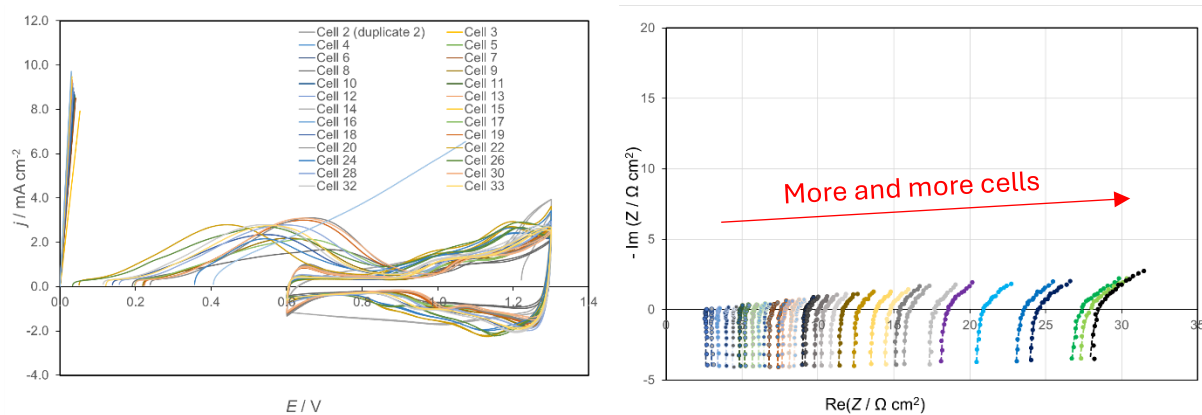 12.0
10.0
8.0
6.0
4.0
2.0
0.0
-2.0
-4.0
j / mA cm-2
0.0
0.2
0.4
0.6
0.8
1.0
1.2
1.4
E / V
Cell 2 (duplicate 2)
Cell 3
Cell 4
Cell 5
Cell 6
Cell 7
Cell 8
Cell 9
Cell 10
Cell 11
Cell 12
Cell 13
Cell 14
Cell 15
Cell 16
Cell 17
Cell 18
Cell 19
Cell 20
Cell 22
Cell 24
Cell 26
Cell 28
Cell 30
Cell 32
Cell 33
20
15
10
5
0
-5
- Im (Z / Ω cm2)
More and more cells
0
5
10
15
20
25
30
35
Re(Z / Ω cm2)